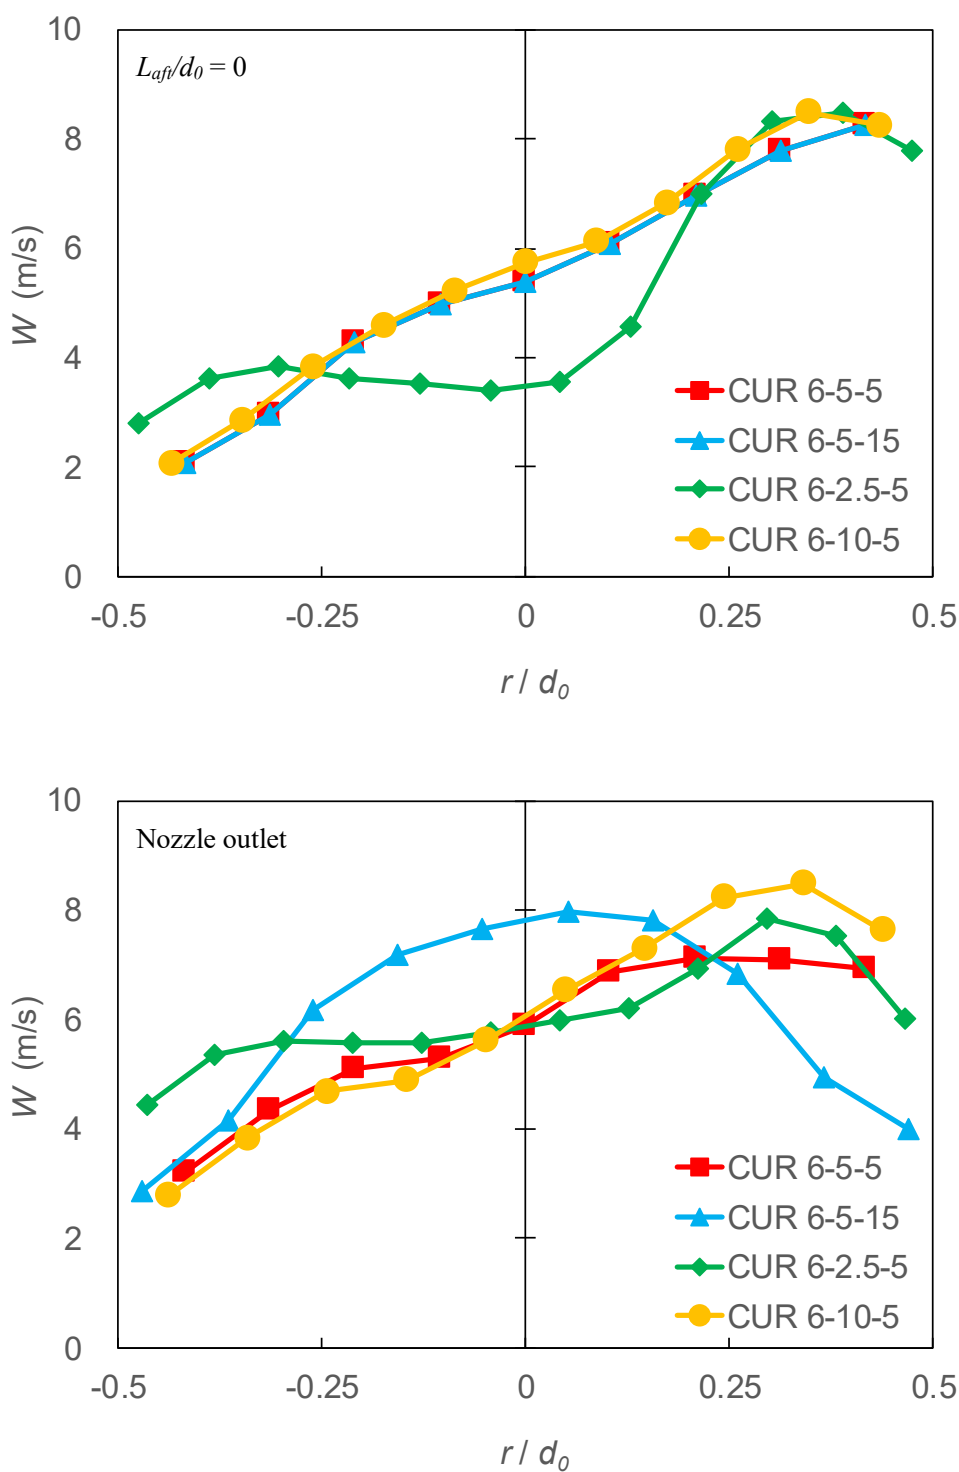 10
L_aft/d_0 = 0
8
6
W (m/s)
4
CUR 6-5-5
CUR 6-5-15
2
CUR 6-2.5-5
CUR 6-10-5
0
-0.5 -0.25 0 0.25 0.5
r / d_0
10
Nozzle outlet
8
6
W (m/s)
4
CUR 6-5-5
CUR 6-5-15
2
CUR 6-2.5-5
CUR 6-10-5
0
-0.5 -0.25 0 0.25 0.5
r / d_0